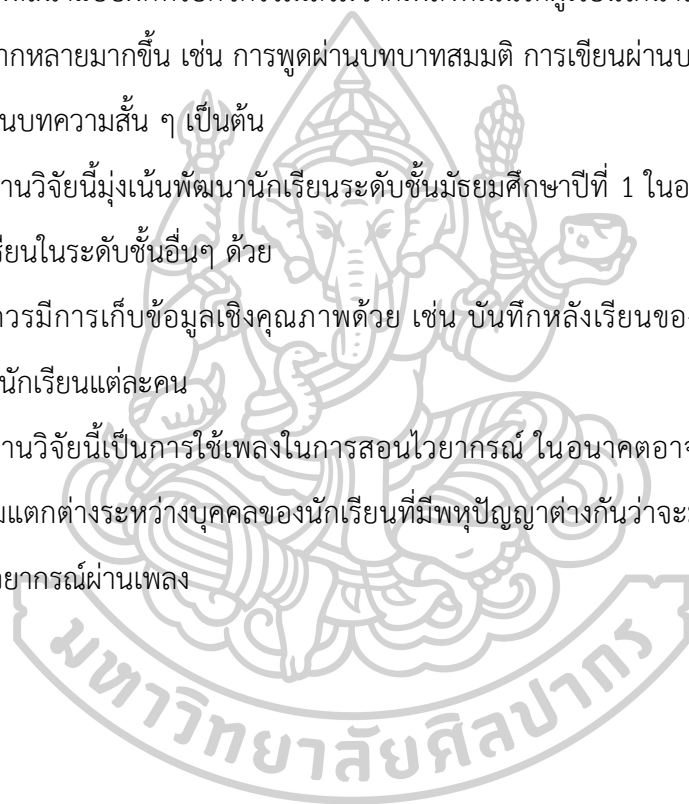 ากหลายมากขึ้น เช่น การพูดผ่านบทบาทสมมติ การเขียนผ่านบ
นบทความสั้น ๆ เป็นต้น
านวิจัยนี้มุ่งเน้นพัฒนานักเรียนระดับชั้นมัธยมศึกษาปีที่ 1 ในอ
รียนในระดับชั้นอื่นๆ ด้วย
ควรมีการเก็บข้อมูลเชิงคุณภาพด้วย เช่น บันทึกหลังเรียนขอ
นักเรียนแต่ละคน
านวิจัยนี้เป็นการใช้เพลงในการสอนไวยากรณ์ ในอนาคตอาจ
มแตกต่างระหว่างบุคคลของนักเรียนที่มีพหุปัญญาต่างกันว่าจะ
ยากรณ์ผ่านเพลง
มหาวิทยาลัยศิลปากร